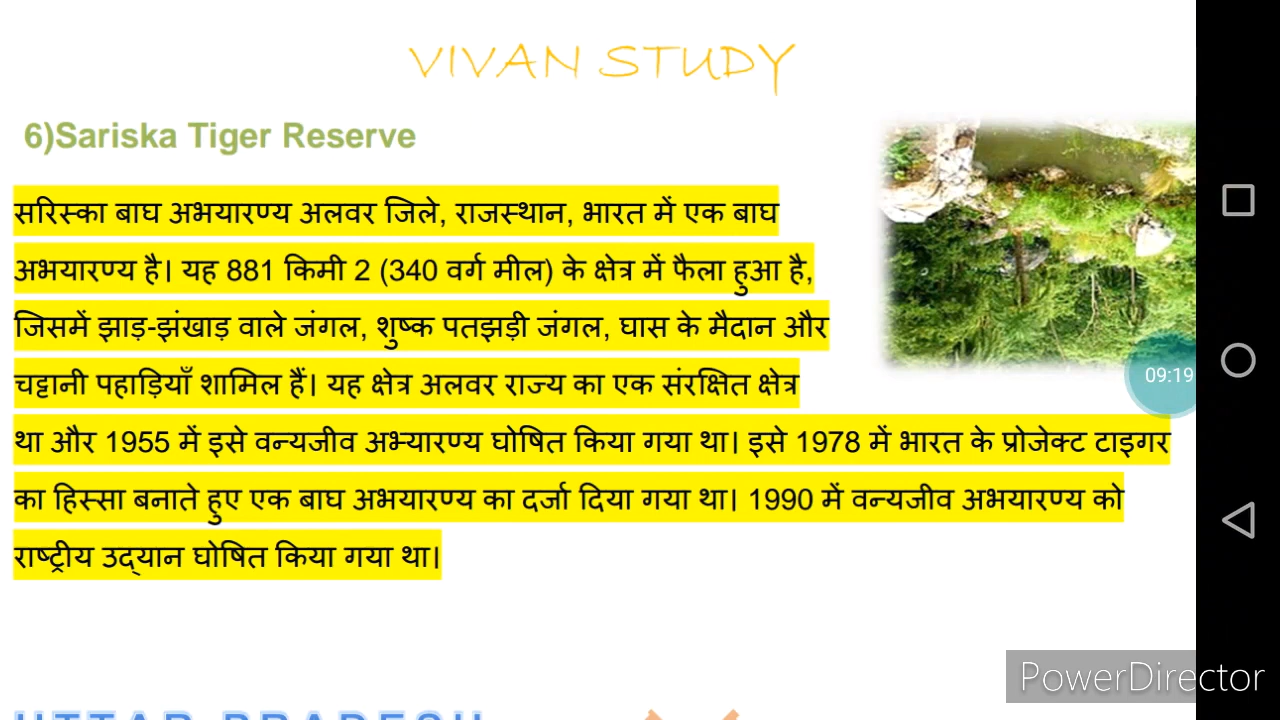 VIVAN STUDY
6)Sariska Tiger Reserve
सरिस्का बाघ अभयारण्य अलवर जिले, राजस्थान, भारत में एक बाघ
अभयारण्य है। यह 881 किमी 2 (340 वर्ग मील) के क्षेत्र में फैला हुआ है,
जिसमें झाड़-झंखाड़ वाले जंगल, शुष्क पतझड़ी जंगल, घास के मैदान और
चट्टानी पहाड़ियाँ शामिल हैं। यह क्षेत्र अलवर राज्य का एक संरक्षित क्षेत्र
था और 1955 में इसे वन्यजीव अभ्यारण्य घोषित किया गया था। इसे 1978 में भारत के प्रोजेक्ट टाइगर
का हिस्सा बनाते हुए एक बाघ अभयारण्य का दर्जा दिया गया था। 1990 में वन्यजीव अभयारण्य को
राष्ट्रीय उद्यान घोषित किया गया था।
09:19
PowerDirector
UTTAR PRADESH